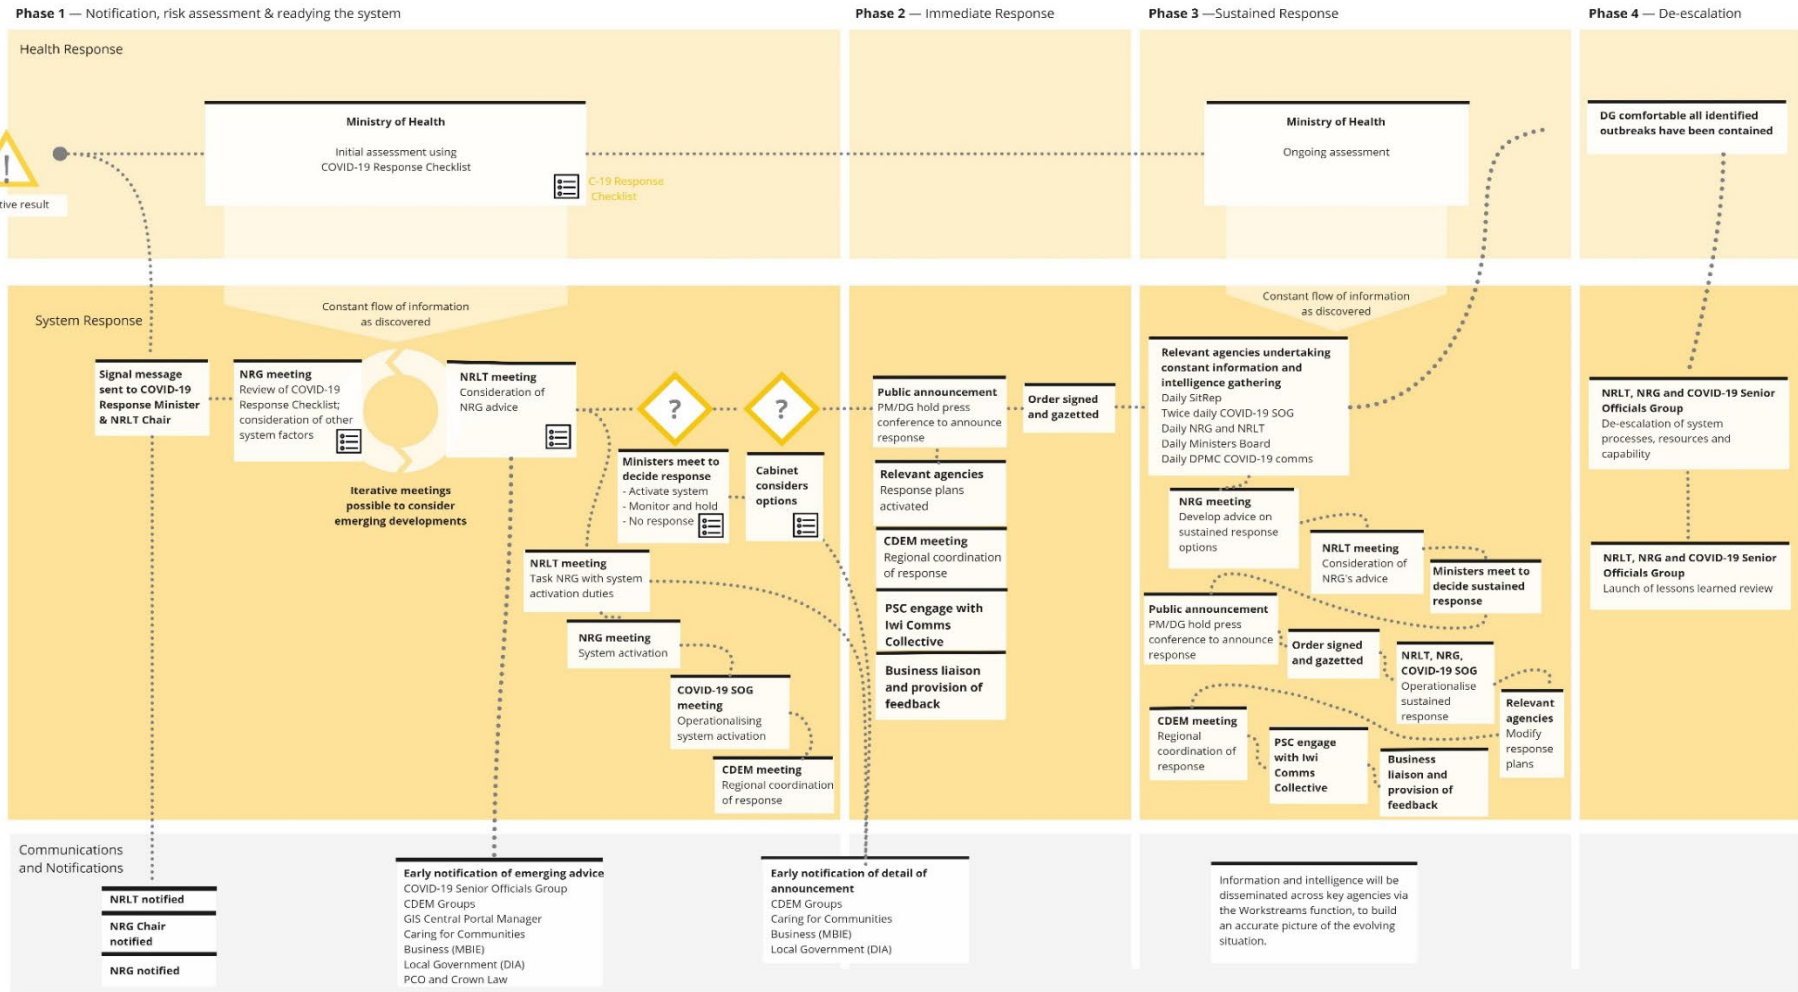 Phase 1 — Notification, risk assessment & readying the system
Phase 2 — Immediate Response
Phase 3 —Sustained Response
Phase 4 — De-escalation
Health Response
Ministry of Health
Initial assessment using
COVID-19 Response Checklist
C-19 Response
Checklist
!
tive result
Ministry of Health
Ongoing assessment
DG comfortable all identified
outbreaks have been contained
System Response
Constant flow of information
as discovered
Signal message
sent to COVID-19
Response Minister
& NRLT Chair
NRG meeting
Review of COVID-19
Response Checklist;
consideration of other
system factors
Iterative meetings
possible to consider
emerging developments
NRLT meeting
Consideration of
NRG advice
?
?
Ministers meet to
decide response
- Activate system
- Monitor and hold
- No response
Cabinet
considers
options
NRLT meeting
Task NRG with system
activation duties
NRG meeting
System activation
COVID-19 SOG
meeting
Operationalising
system activation
CDEM meeting
Regional coordination
of response
Public announcement
PM/DG hold press
conference to announce
response
Order signed
and gazetted
Relevant agencies
Response plans
activated
CDEM meeting
Regional coordination
of response
PSC engage with
Iwi Comms
Collective
Business liaison
and provision of
feedback
Constant flow of information
as discovered
Relevant agencies undertaking
constant information and
intelligence gathering
Daily SitRep
Twice daily COVID-19 SOG
Daily NRG and NRLT
Daily Ministers Board
Daily DPMC COVID-19 comms
NRG meeting
Develop advice on
sustained response
options
NRLT meeting
Consideration of
NRG's advice
Ministers meet to
decide sustained
response
Public announcement
PM/DG hold press
conference to announce
response
Order signed
and gazetted
NRLT, NRG,
COVID-19 SOG
Operationalise
sustained
response
Relevant
agencies
Modify
response
plans
CDEM meeting
Regional
coordination of
response
PSC engage
with Iwi
Comms
Collective
Business
liaison and
provision of
feedback
NRLT, NRG and COVID-19 Senior
Officials Group
De-escalation of system
processes, resources and
capability
NRLT, NRG and COVID-19 Senior
Officials Group
Launch of lessons learned review
Communications
and Notifications
NRLT notified
NRG Chair
notified
NRG notified
Early notification of emerging advice
COVID-19 Senior Officials Group
CDEM Groups
GIS Central Portal Manager
Caring for Communities
Business (MBIE)
Local Government (DIA)
PCO and Crown Law
Early notification of detail of
announcement
CDEM Groups
Caring for Communities
Business (MBIE)
Local Government (DIA)
Information and intelligence will be
disseminated across key agencies via
the Workstreams function, to build
an accurate picture of the evolving
situation.